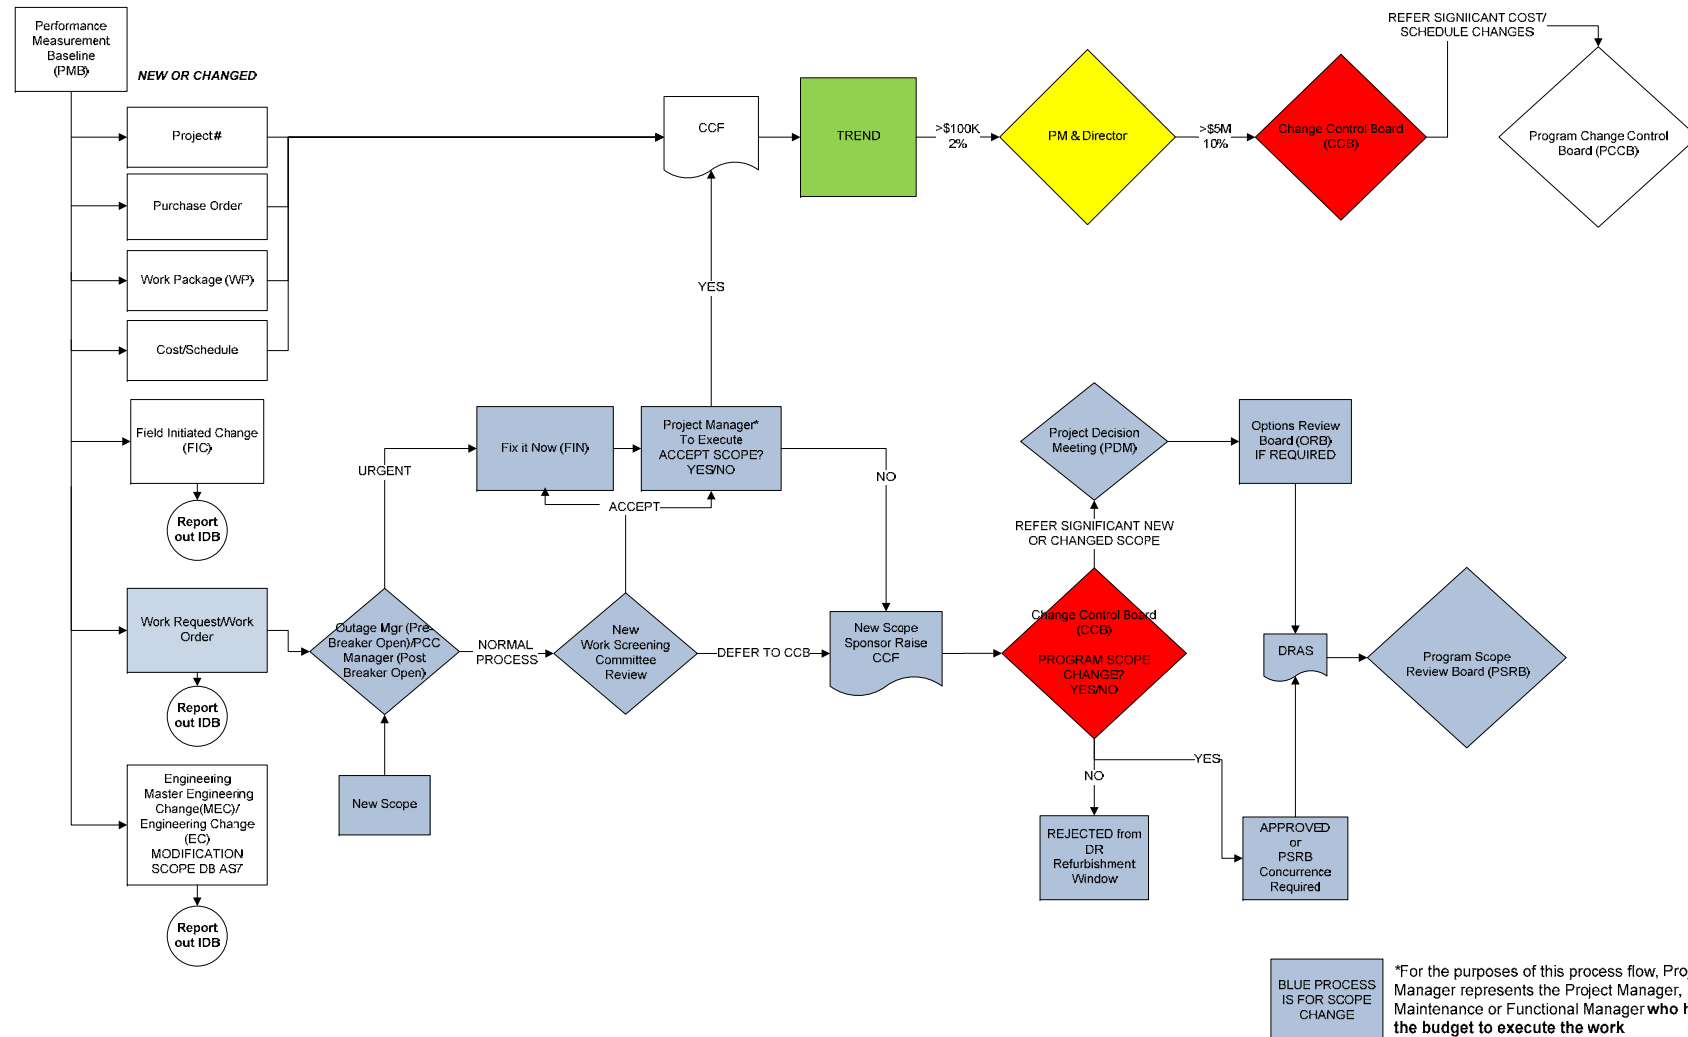 Performance
Measurement
Baseline
(PMB)
NEW OR CHANGED
REFER SIGNIICANT COST/
SCHEDULE CHANGES
Project#
CCF
TREND
>$100K
2%
PM & Director
>$5M
10%
Change Control Board
(CCB)
Program Change Control
Board (PCCB)
Purchase Order
Work Package (WP)
YES
Cost/Schedule
Field Initiated Change
(FIC)
Report
out IDB
URGENT
Fix it Now (FIN)
Project Manager*
To Execute
ACCEPT SCOPE?
YES/NO
NO
ACCEPT
Project Decision
Meeting (PDM)
Options Review
Board (ORB)
IF REQUIRED
REFER SIGNIFICANT NEW
OR CHANGED SCOPE
Work Request/Work
Order
Report
out IDB
Outage Mgr (Pre-
Breaker Open)/PCC
Manager (Post
Breaker Open)
NORMAL
PROCESS
New
Work Screening
Committee
Review
DEFER TO CCB
New Scope
Sponsor Raise
CCF
Change Control Board
(CCB)
PROGRAM SCOPE
CHANGE?
YES/NO
DRAS
Program Scope
Review Board (PSRB)
YES
NO
Engineering
Master Engineering
Change(MEC)/
Engineering Change
(EC)
MODIFICATION
SCOPE DB AS7
Report
out IDB
New Scope
REJECTED from
DR
Refurbishment
Window
APPROVED
or
PSRB
Concurrence
Required
BLUE PROCESS
IS FOR SCOPE
CHANGE
*For the purposes of this process flow, Proj
Manager represents the Project Manager,
Maintenance or Functional Manager who h
the budget to execute the work